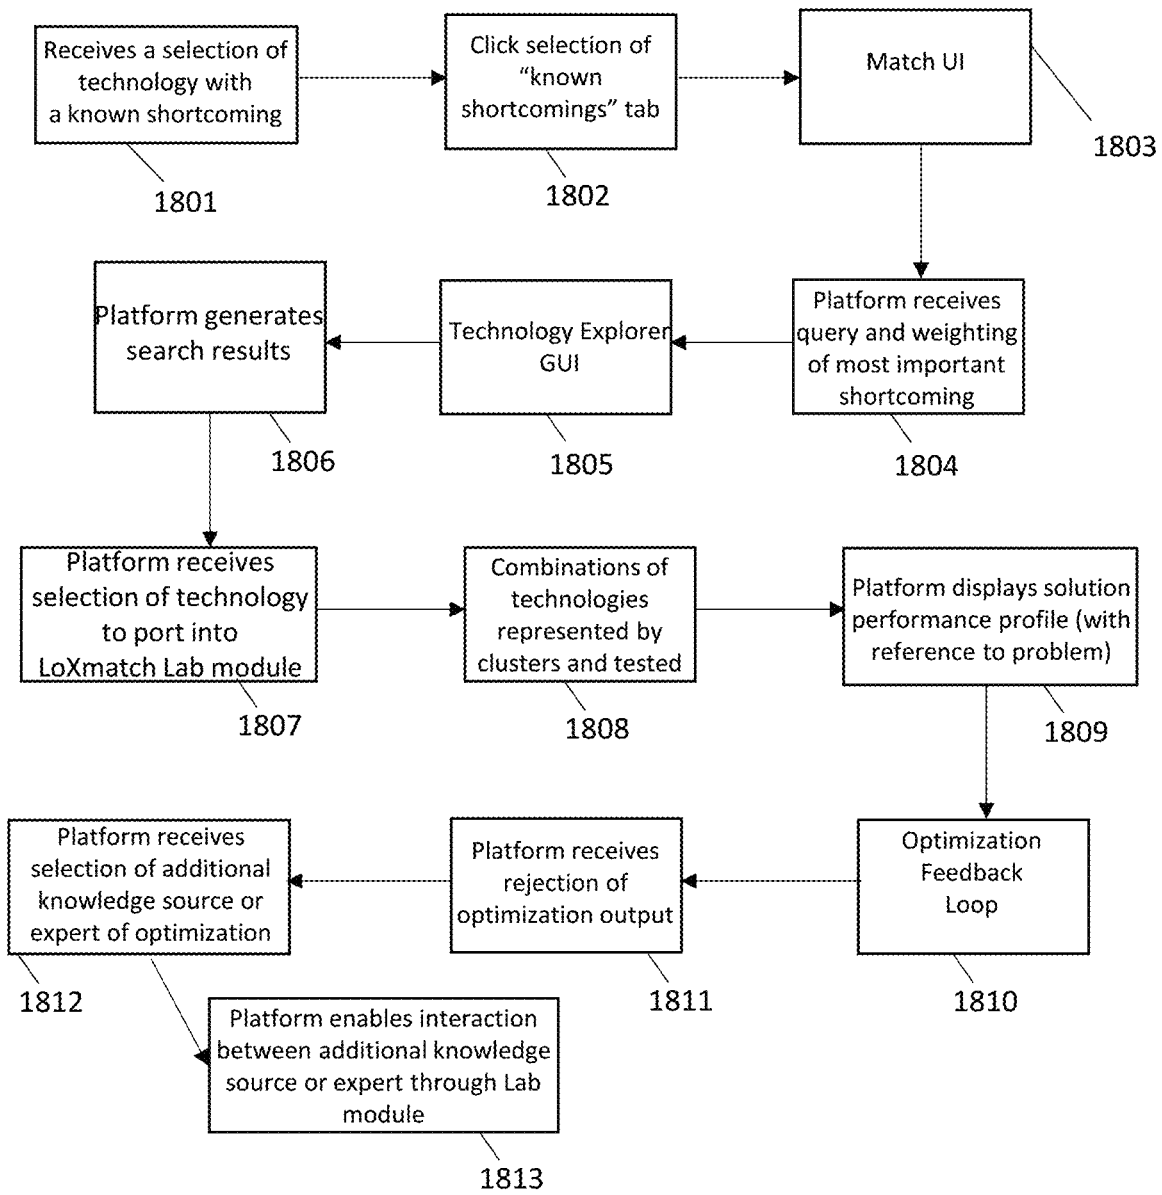 Receives a selection of
technology with
a known shortcoming
1801
Click selection of
“known
shortcomings” tab
1802
Match UI
1803
Platform receives
query and weighting
of most important
shortcoming
1804
Technology Explorer
GUI
1805
Platform generates
search results
1806
Platform receives
selection of technology
to port into
LoXmatch Lab module
1807
Combinations of
technologies
represented by
clusters and tested
1808
Platform displays solution
performance profile (with
reference to problem)
1809
Optimization
Feedback
Loop
1810
Platform receives
rejection of
optimization output
1811
Platform receives
selection of additional
knowledge source or
expert of optimization
1812
Platform enables interaction
between additional knowledge
source or expert through Lab
module
1813